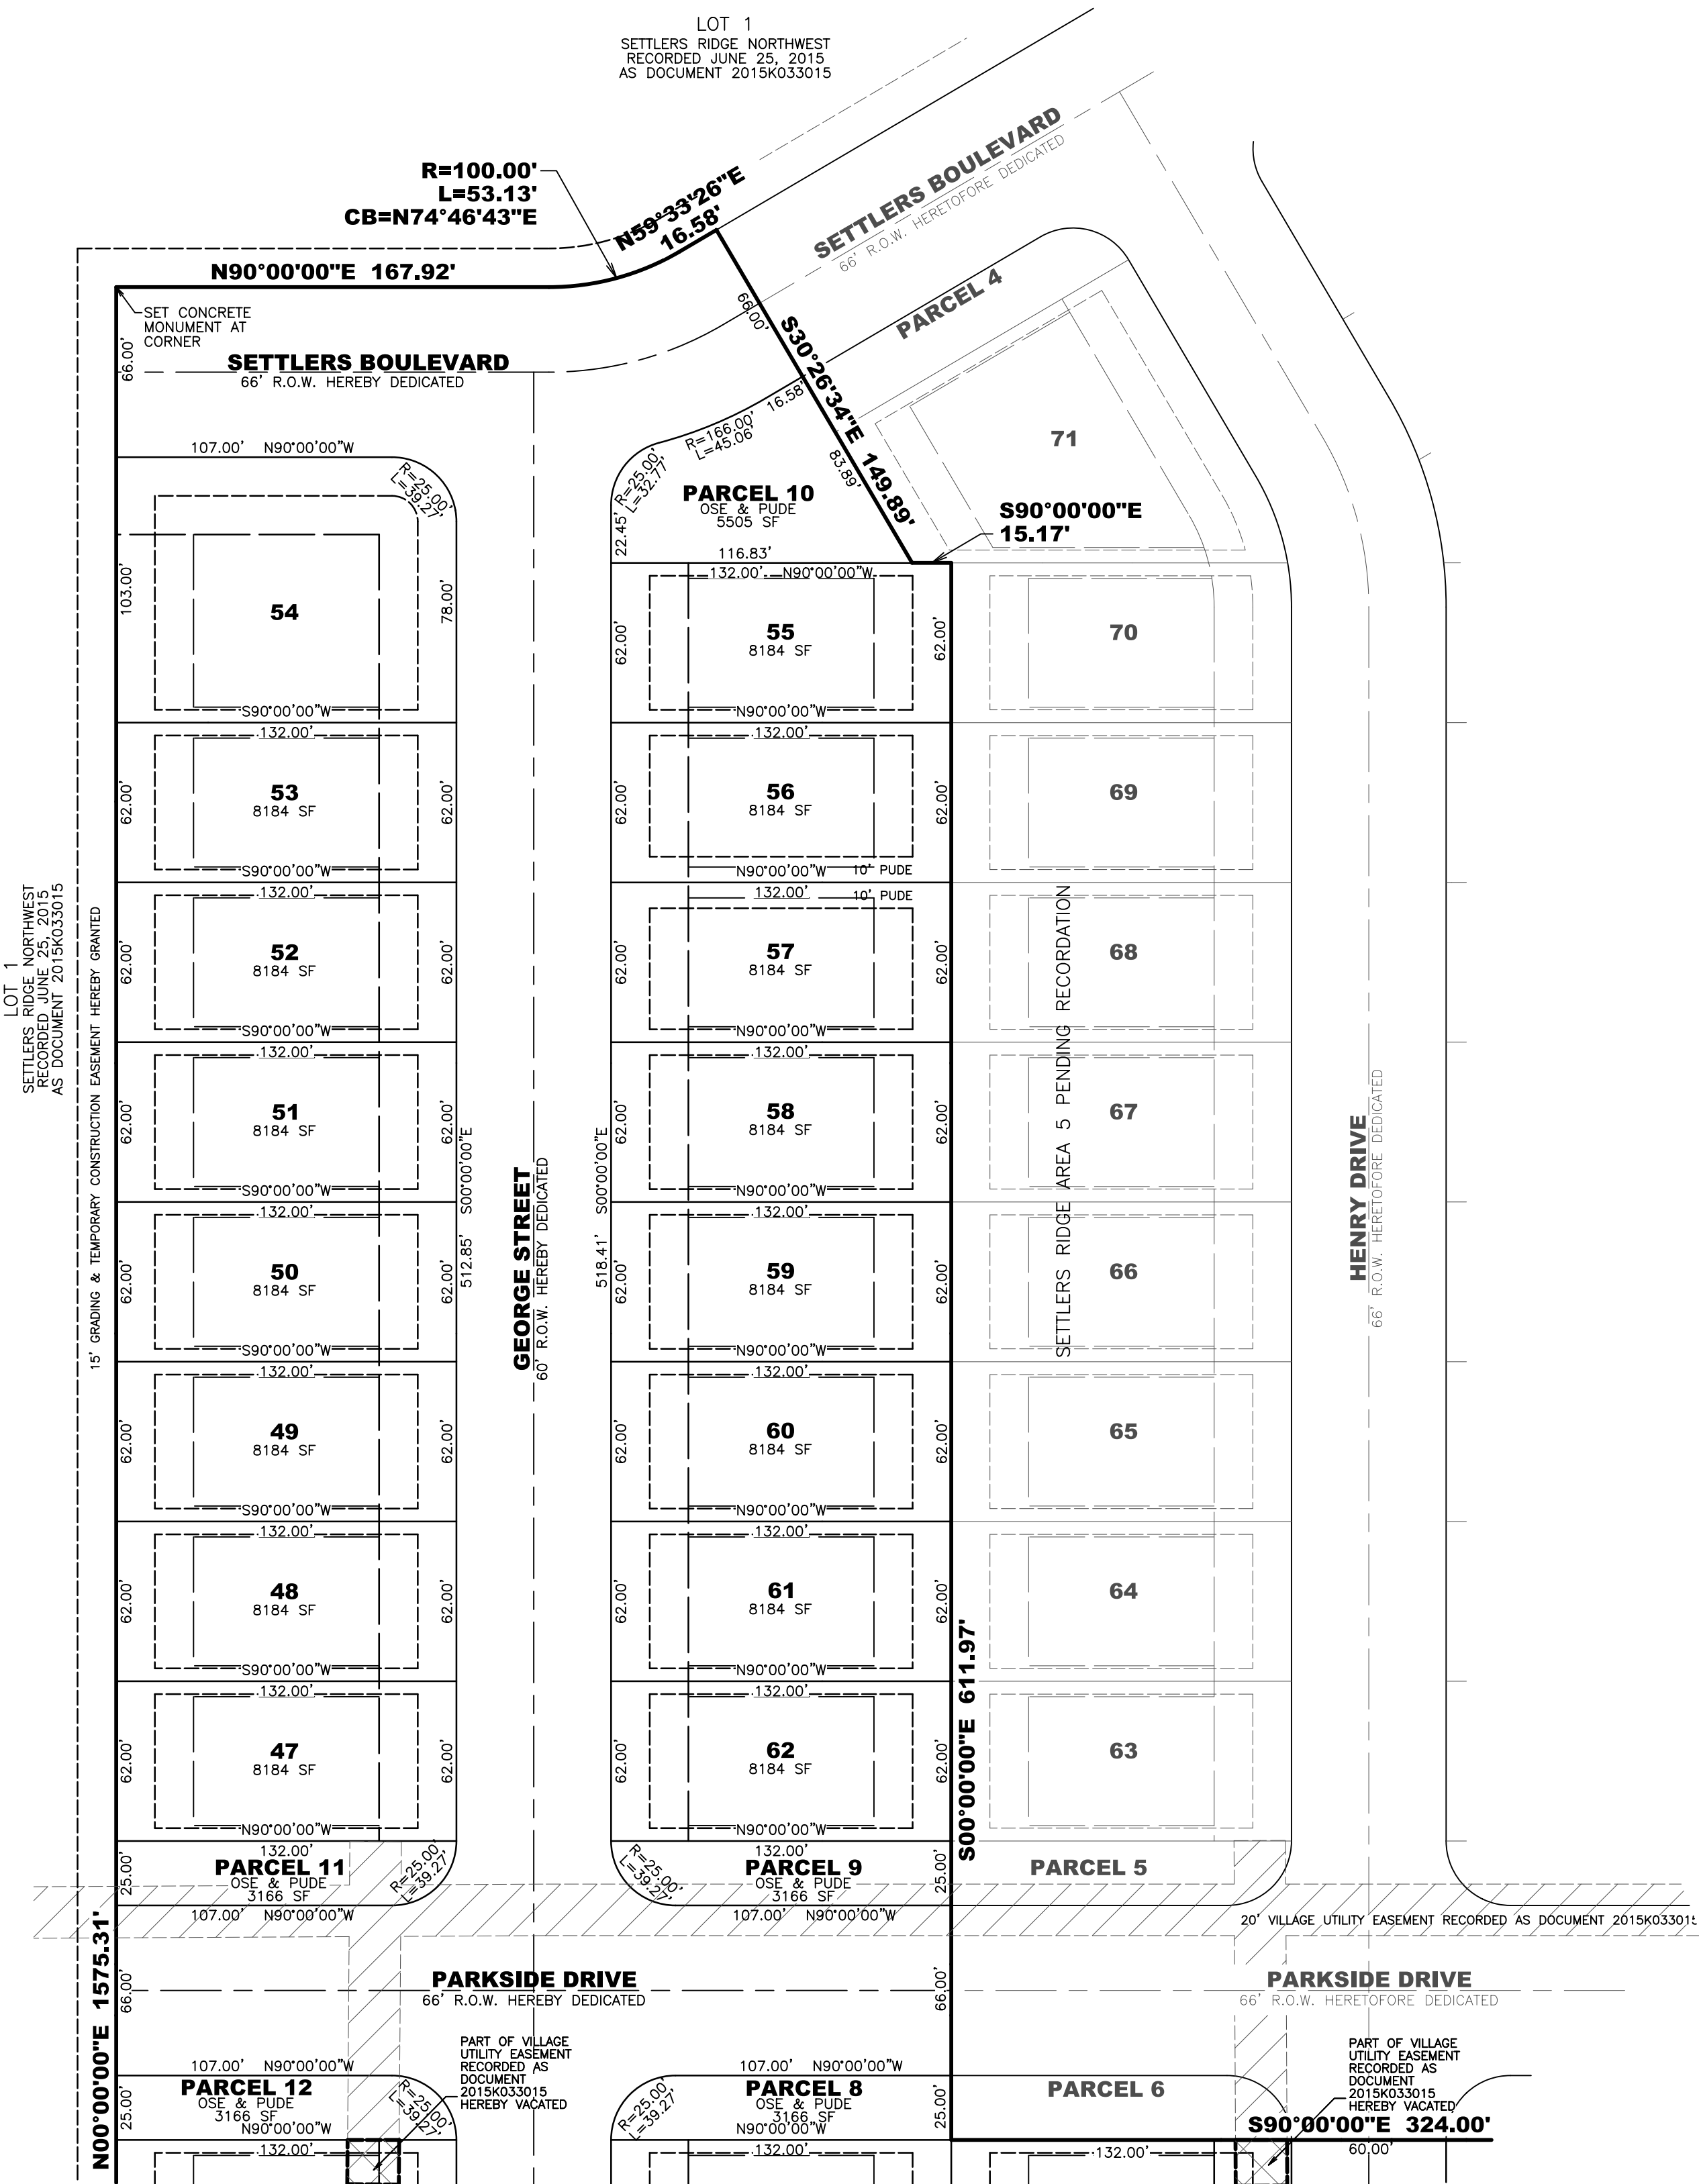 LOT 1
SETTLERS RIDGE NORTHWEST
RECORDED JUNE 25, 2015
AS DOCUMENT 2015K033015
R=100.00'
L=53.13'
CB=N74°46'43"E
N59°33'26"E
16.58'
SETTLERS BOULEVARD
66' R.O.W. HERETOFORE DEDICATED
N90°00'00"E 167.92'
SET CONCRETE
MONUMENT AT
CORNER
66.00'
SETTLERS BOULEVARD
66' R.O.W. HEREBY DEDICATED
66.00'
S30°26'34"E 149.89'
PARCEL 4
16.58'
R=166.00'
L=45.06'
83.89'
71
107.00' N90°00'00"W
R=25.00'
L=39.27'
R=25.00'
L=32.77'
22.45'
PARCEL 10
OSE & PUDE
5505 SF
S90°00'00"E
15.17'
116.83'
132.00' N90°00'00"W
103.00'
54
78.00'
S90°00'00"W
62.00'
55
8184 SF
62.00'
N90°00'00"W
70
132.00'
62.00'
53
8184 SF
62.00'
S90°00'00"W
132.00'
62.00'
56
8184 SF
62.00'
N90°00'00"W
10' PUDE
69
132.00'
62.00'
52
8184 SF
62.00'
S90°00'00"W
132.00'
10' PUDE
62.00'
57
8184 SF
62.00'
N90°00'00"W
68
LOT 1
SETTLERS RIDGE NORTHWEST
RECORDED JUNE 25, 2015
AS DOCUMENT 2015K033015
15' GRADING & TEMPORARY CONSTRUCTION EASEMENT HEREBY GRANTED
132.00'
62.00'
51
8184 SF
62.00'
S90°00'00"W
132.00'
62.00'
58
8184 SF
62.00'
N90°00'00"W
67
512.85' S00°00'00"E
GEORGE STREET
60' R.O.W. HEREBY DEDICATED
518.41' S00°00'00"E
SETTLERS RIDGE AREA 5 PENDING RECORDATION
HENRY DRIVE
66' R.O.W. HERETOFORE DEDICATED
132.00'
62.00'
50
8184 SF
62.00'
S90°00'00"W
132.00'
62.00'
59
8184 SF
62.00'
N90°00'00"W
66
132.00'
62.00'
49
8184 SF
62.00'
S90°00'00"W
132.00'
62.00'
60
8184 SF
62.00'
N90°00'00"W
65
132.00'
62.00'
48
8184 SF
62.00'
S90°00'00"W
132.00'
62.00'
61
8184 SF
62.00'
N90°00'00"W
64
S00°00'00"E 611.97'
132.00'
62.00'
47
8184 SF
62.00'
N90°00'00"W
132.00'
62.00'
62
8184 SF
62.00'
N90°00'00"W
63
132.00'
25.00'
PARCEL 11
OSE & PUDE
3166 SF
R=25.00'
L=39.27'
107.00' N90°00'00"W
132.00'
R=25.00'
L=39.27'
PARCEL 9
OSE & PUDE
3166 SF
25.00'
107.00' N90°00'00"W
PARCEL 5
20' VILLAGE UTILITY EASEMENT RECORDED AS DOCUMENT 2015K033015
N00°00'00"E 1575.31'
66.00'
PARKSIDE DRIVE
66' R.O.W. HEREBY DEDICATED
66.00'
PARKSIDE DRIVE
66' R.O.W. HERETOFORE DEDICATED
PART OF VILLAGE
UTILITY EASEMENT
RECORDED AS
DOCUMENT
2015K033015
HEREBY VACATED
PART OF VILLAGE
UTILITY EASEMENT
RECORDED AS
DOCUMENT
2015K033015
HEREBY VACATED
107.00' N90°00'00"W
25.00'
PARCEL 12
OSE & PUDE
3166 SF
N90°00'00"W
R=25.00'
L=39.27'
132.00'
107.00' N90°00'00"W
R=25.00'
L=39.27'
PARCEL 8
OSE & PUDE
3166 SF
N90°00'00"W
25.00'
132.00'
PARCEL 6
132.00'
S90°00'00"E 324.00'
60.00'